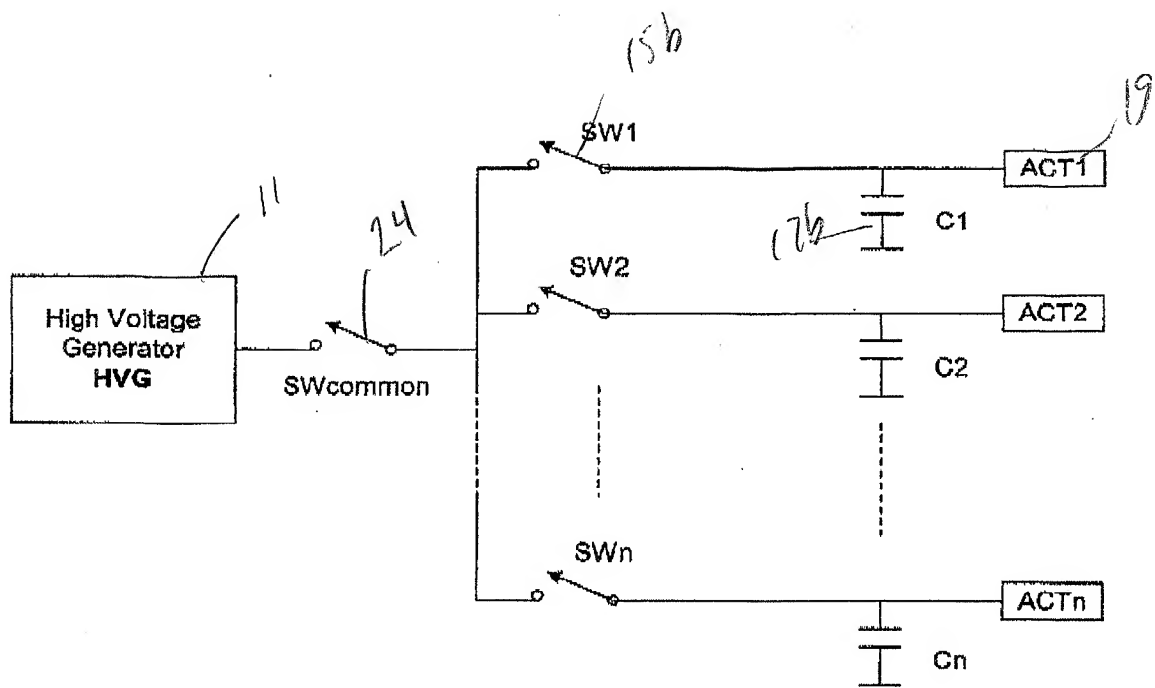 15b
19
SW1
ACT1
11
24
17b
C1
SW2
High Voltage
Generator
HVG
ACT2
SWcommon
C2
SWn
ACTn
Cn